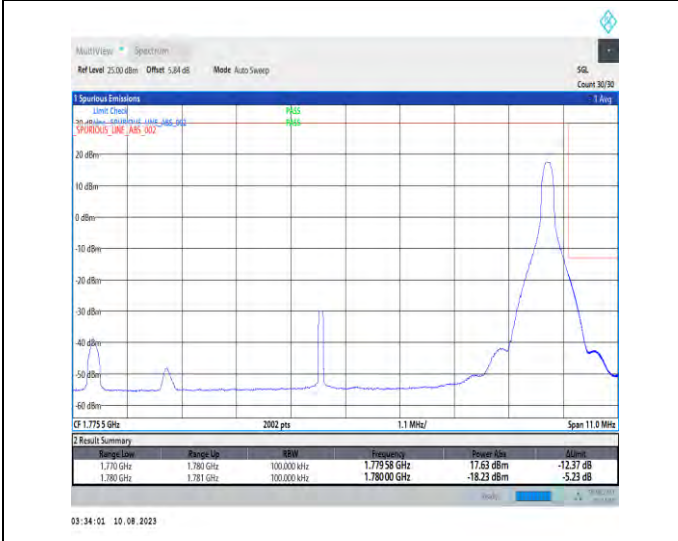 MultiView Spectrum
Ref Level 25.00 dBm Offset 5.84 dB Mode Auto Sweep SGL
Count 30/30
1 Spurious Emissions 1 Avg
Limit Check PASS
30 dBm SPURIOUS_LINE_ABS_002 PASS
SPURIOUS_LINE_ABS_002
20 dBm
10 dBm
0 dBm
-10 dBm
-20 dBm
-30 dBm
-40 dBm
-50 dBm
-60 dBm
CF 1.775 5 GHz 2002 pts 1.1 MHz/ Span 11.0 MHz
2 Result Summary
Range Low Range Up RBW Frequency Power Abs ΔLimit
1.770 GHz 1.780 GHz 100.000 kHz 1.779 58 GHz 17.63 dBm -12.37 dB
1.780 GHz 1.781 GHz 100.000 kHz 1.780 00 GHz -18.23 dBm -5.23 dB
Ready
03:34:01 10.08.2023